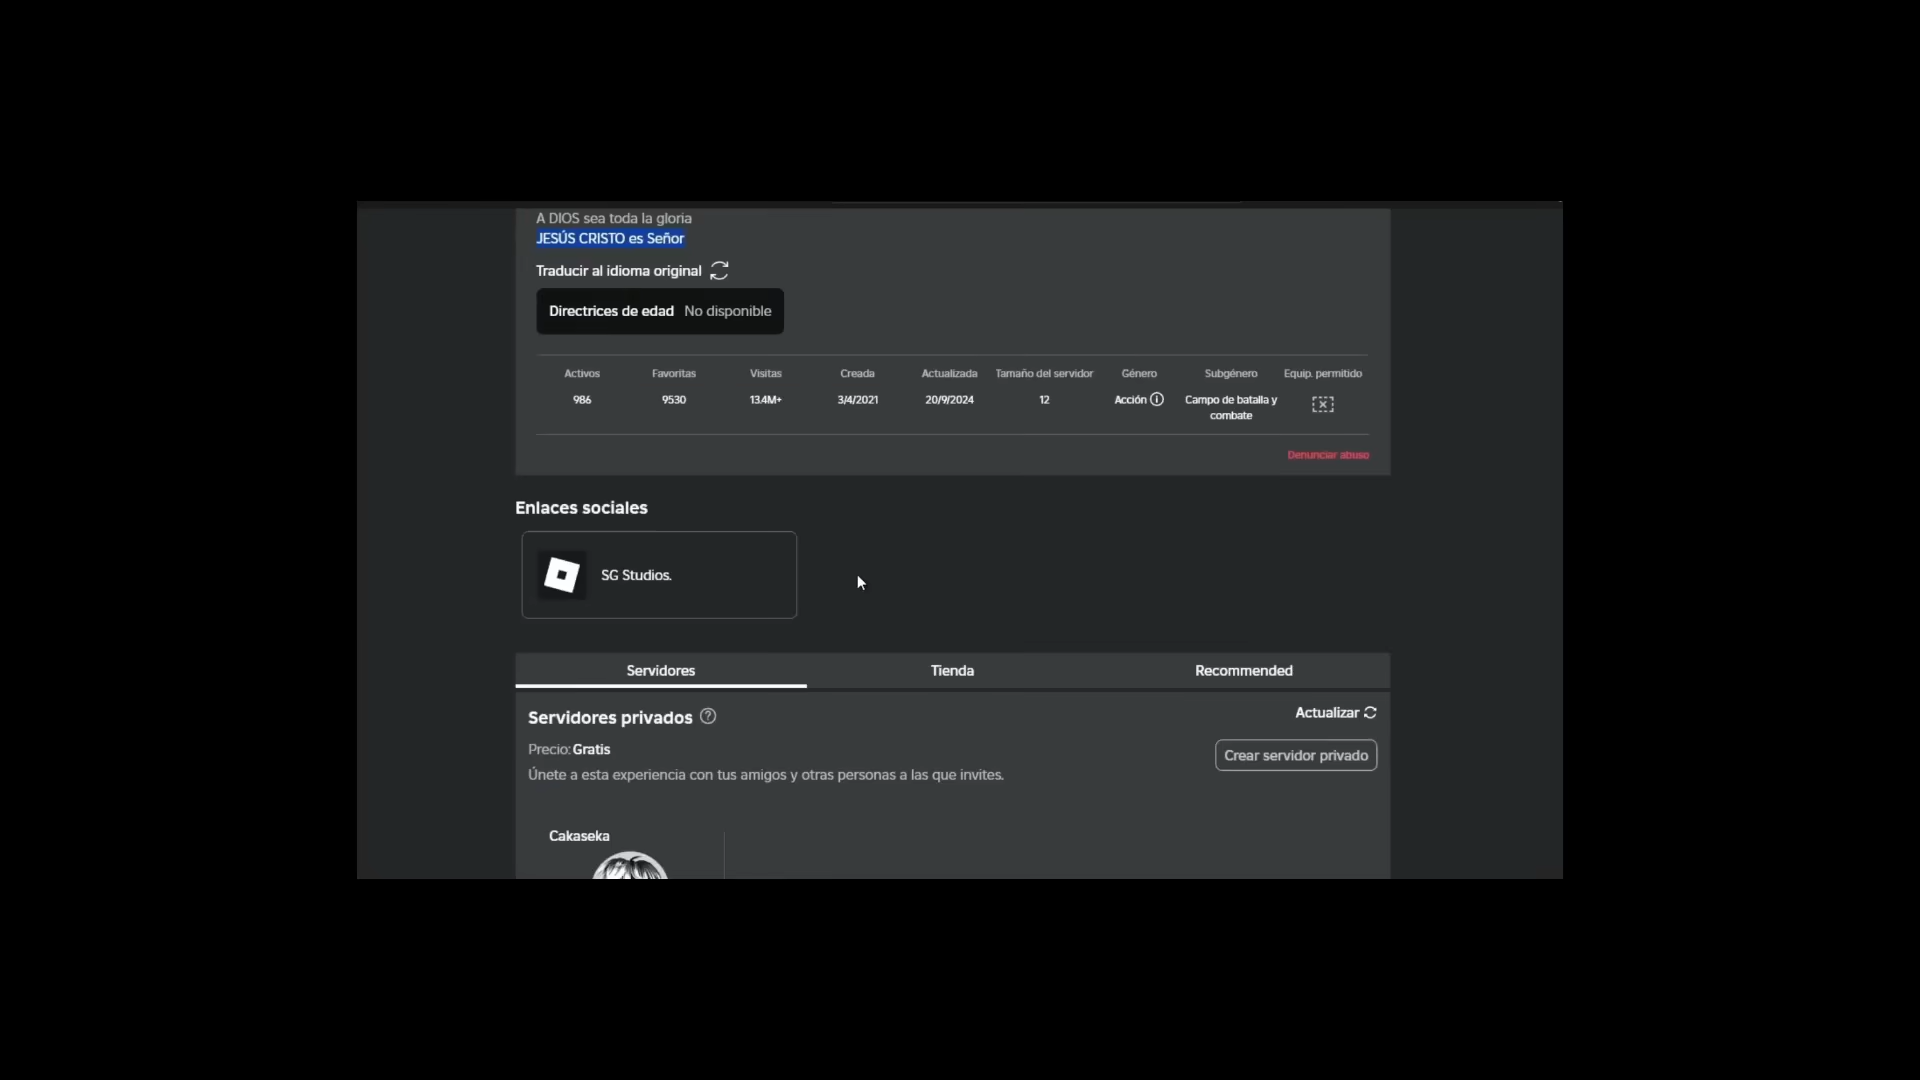 A DIOS sea toda la gloria
JESÚS CRISTO es Señor
Traducir al idioma original
Directrices de edad No disponible
Activos Favoritas Visitas Creada Actualizada Tamaño del servidor Género Subgénero Equip. permitido
986 9530 13.4M+ 3/4/2021 20/9/2024 12 Acción Campo de batalla y
combate
Denunciar abuso
Enlaces sociales
SG Studios.
Servidores Tienda Recommended
Servidores privados
Actualizar
Precio: Gratis
Crear servidor privado
Únete a esta experiencia con tus amigos y otras personas a las que invites.
Cakaseka